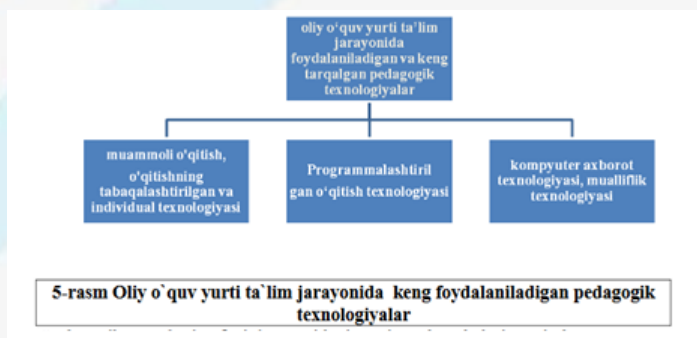 oliy o‘quv yurti ta’lim
jarayonida
foydalaniladigan va keng
tarqalgan pedagogik
texnologiyalar
muammoli o‘qitish,
o‘qitishning
tabaqalashtirilgan va
individual texnologiyasi
Programmalashtiril
gan o‘qitish texnologiyasi
kompyuter axborot
texnologiyasi, mualliflik
texnologiyasi
5-rasm Oliy o`quv yurti ta`lim jarayonida keng foydalaniladigan pedagogik
texnologiyalar